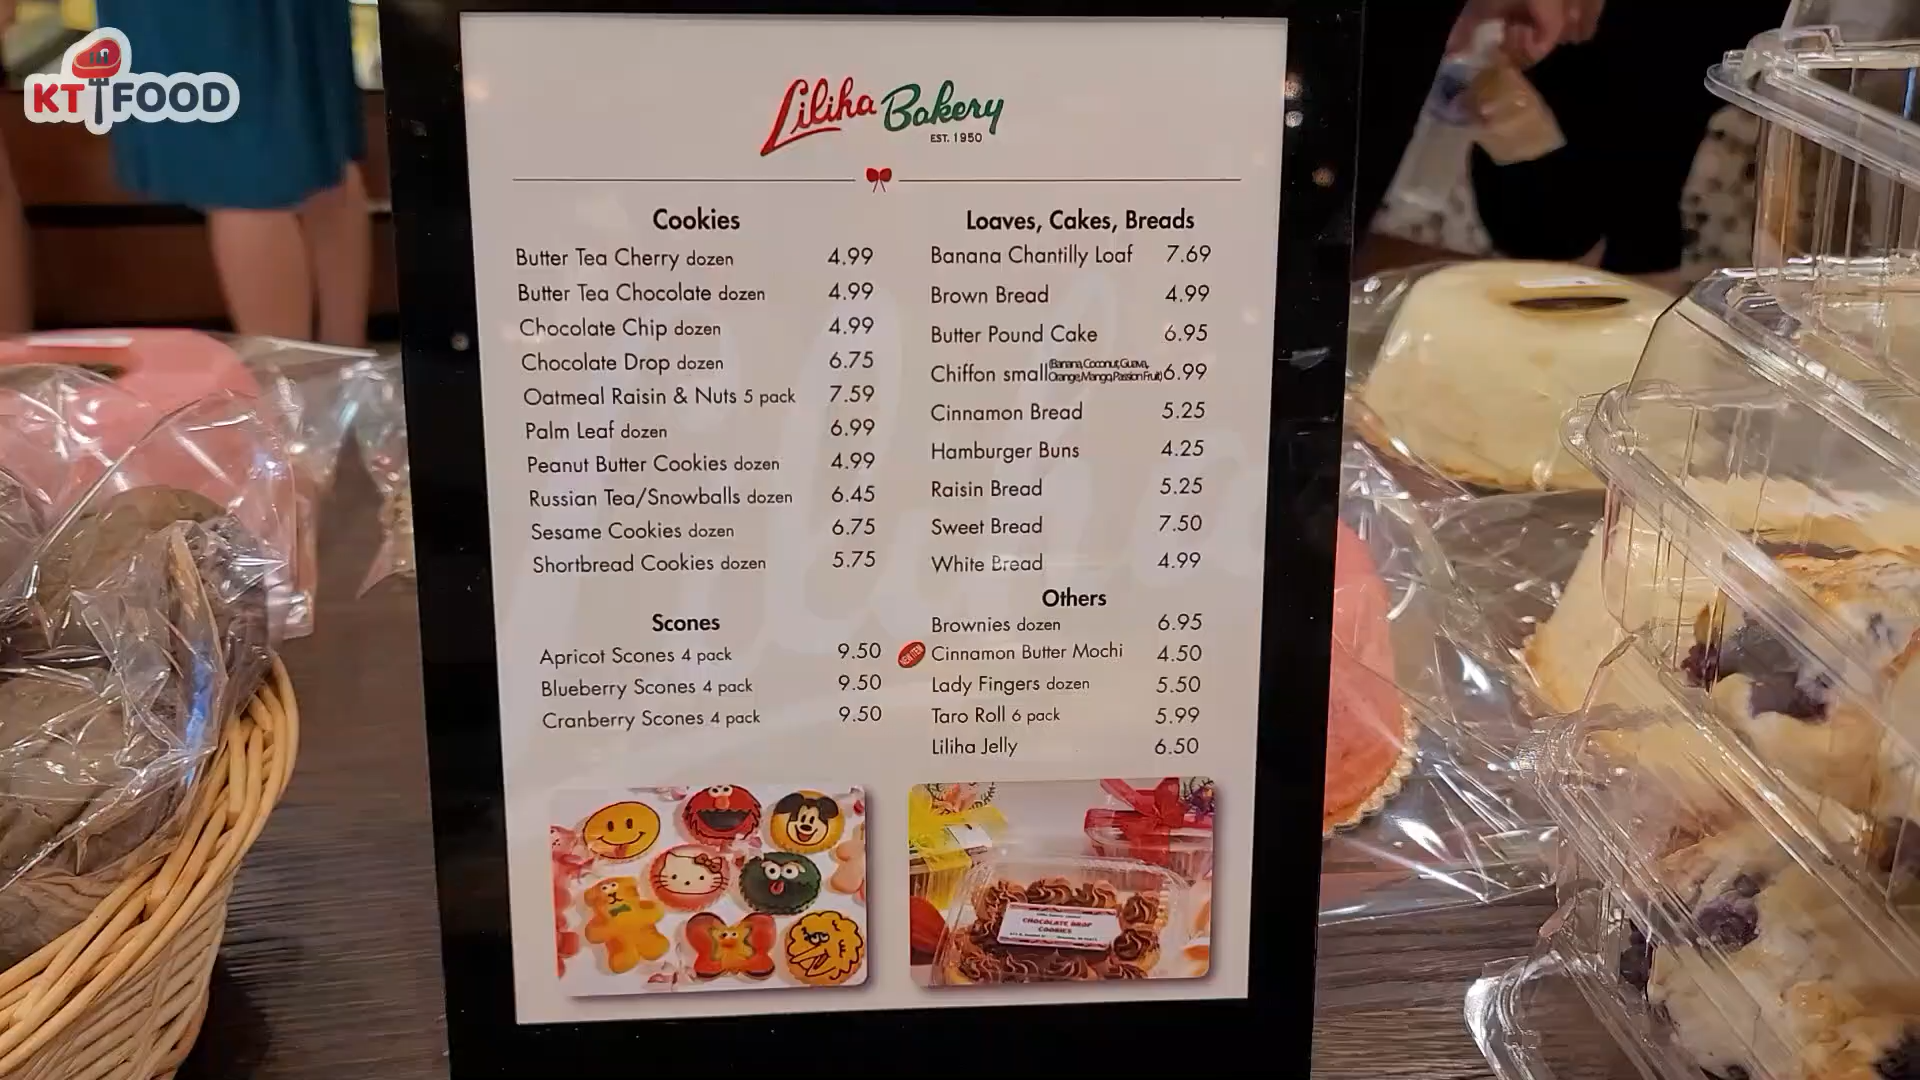 KT FOOD
Liliha Bakery
EST. 1950
Cookies
Butter Tea Cherry dozen 4.99
Butter Tea Chocolate dozen 4.99
Chocolate Chip dozen 4.99
Chocolate Drop dozen 6.75
Oatmeal Raisin & Nuts 5 pack 7.59
Palm Leaf dozen 6.99
Peanut Butter Cookies dozen 4.99
Russian Tea/Snowballs dozen 6.45
Sesame Cookies dozen 6.75
Shortbread Cookies dozen 5.75
Scones
Apricot Scones 4 pack 9.50
Blueberry Scones 4 pack 9.50
Cranberry Scones 4 pack 9.50
Loaves, Cakes, Breads
Banana Chantilly Loaf 7.69
Brown Bread 4.99
Butter Pound Cake 6.95
Chiffon small (Banana, Coconut, Guava, Orange, Mango, Passion Fruit) 6.99
Cinnamon Bread 5.25
Hamburger Buns 4.25
Raisin Bread 5.25
Sweet Bread 7.50
White Bread 4.99
Others
Brownies dozen 6.95
NEW ITEM Cinnamon Butter Mochi 4.50
Lady Fingers dozen 5.50
Taro Roll 6 pack 5.99
Liliha Jelly 6.50
CHOCOLATE DROP
COOKIES